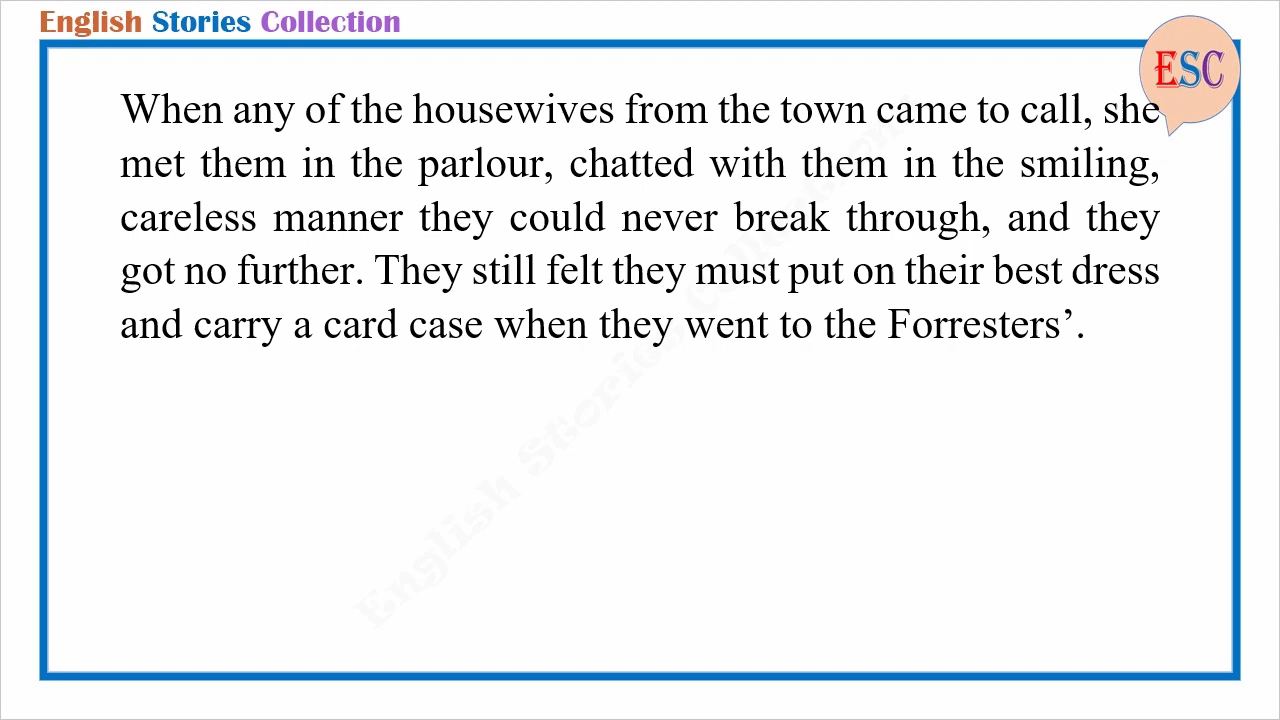 English Stories Collection
ESC
When any of the housewives from the town came to call, she
met them in the parlour, chatted with them in the smiling,
careless manner they could never break through, and they
got no further. They still felt they must put on their best dress
and carry a card case when they went to the Forresters’.
English Stories Collection